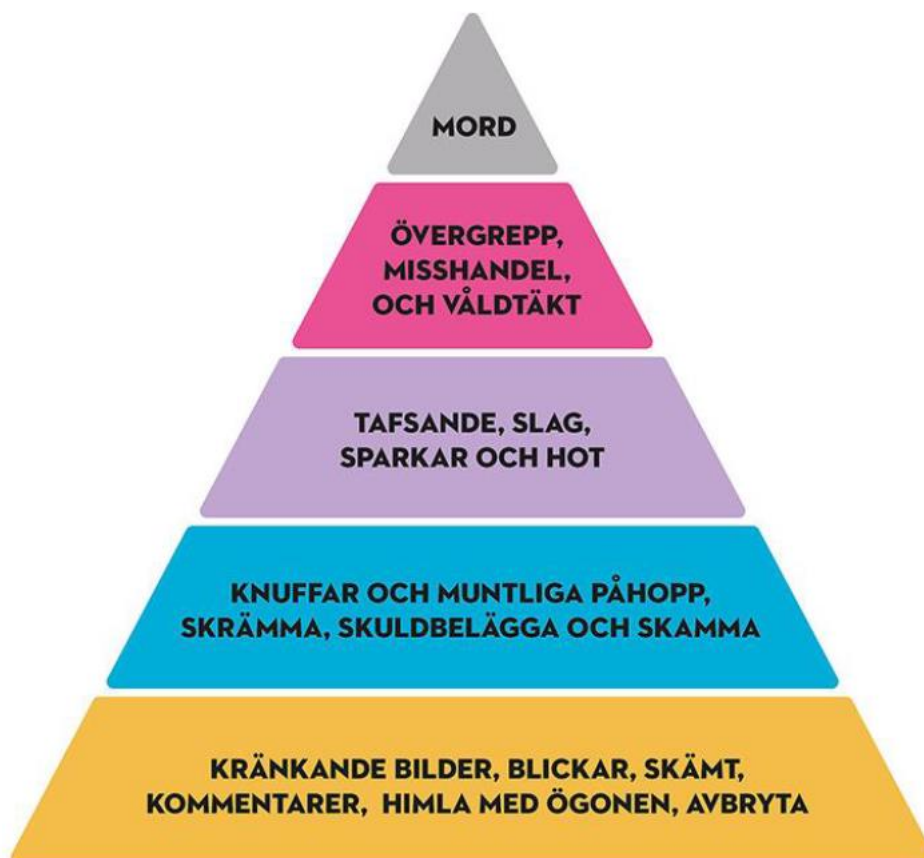 MORD
ÖVERGREPP,
MISSHANDEL,
OCH VÅLDTÄKT
TAFSANDE, SLAG,
SPARKAR OCH HOT
KNUFFAR OCH MUNTLIGA PÅHOPP,
SKRÄMMA, SKULDBELÄGGA OCH SKAMMA
KRÄNKANDE BILDER, BLICKAR, SKÄMT,
KOMMENTARER, HIMLA MED ÖGONEN, AVBRYTA